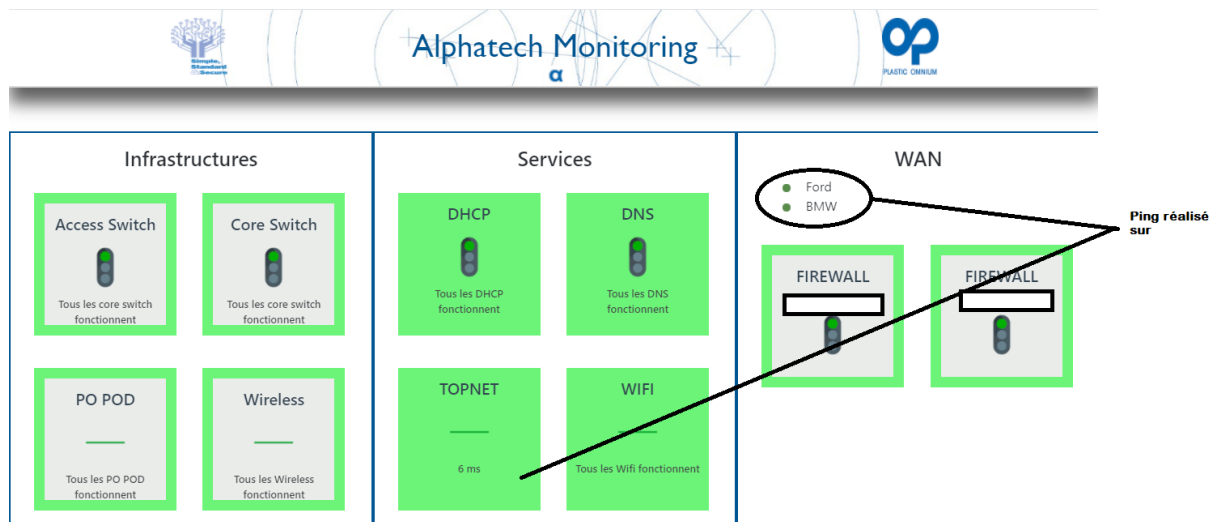 Simple,
Standard
& Secure
Alphatech Monitoring
α
PLASTIC OMNIUM
Infrastructures
Access Switch
Tous les core switch
fonctionnent
Core Switch
Tous les core switch
fonctionnent
PO POD
Tous les PO POD
fonctionnent
Wireless
Tous les Wireless
fonctionnent
Services
DHCP
Tous les DHCP
fonctionnent
DNS
Tous les DNS
fonctionnent
TOPNET
6 ms
WIFI
Tous les Wifi fonctionnent
WAN
Ford
BMW
FIREWALL
FIREWALL
Ping réalisé
sur